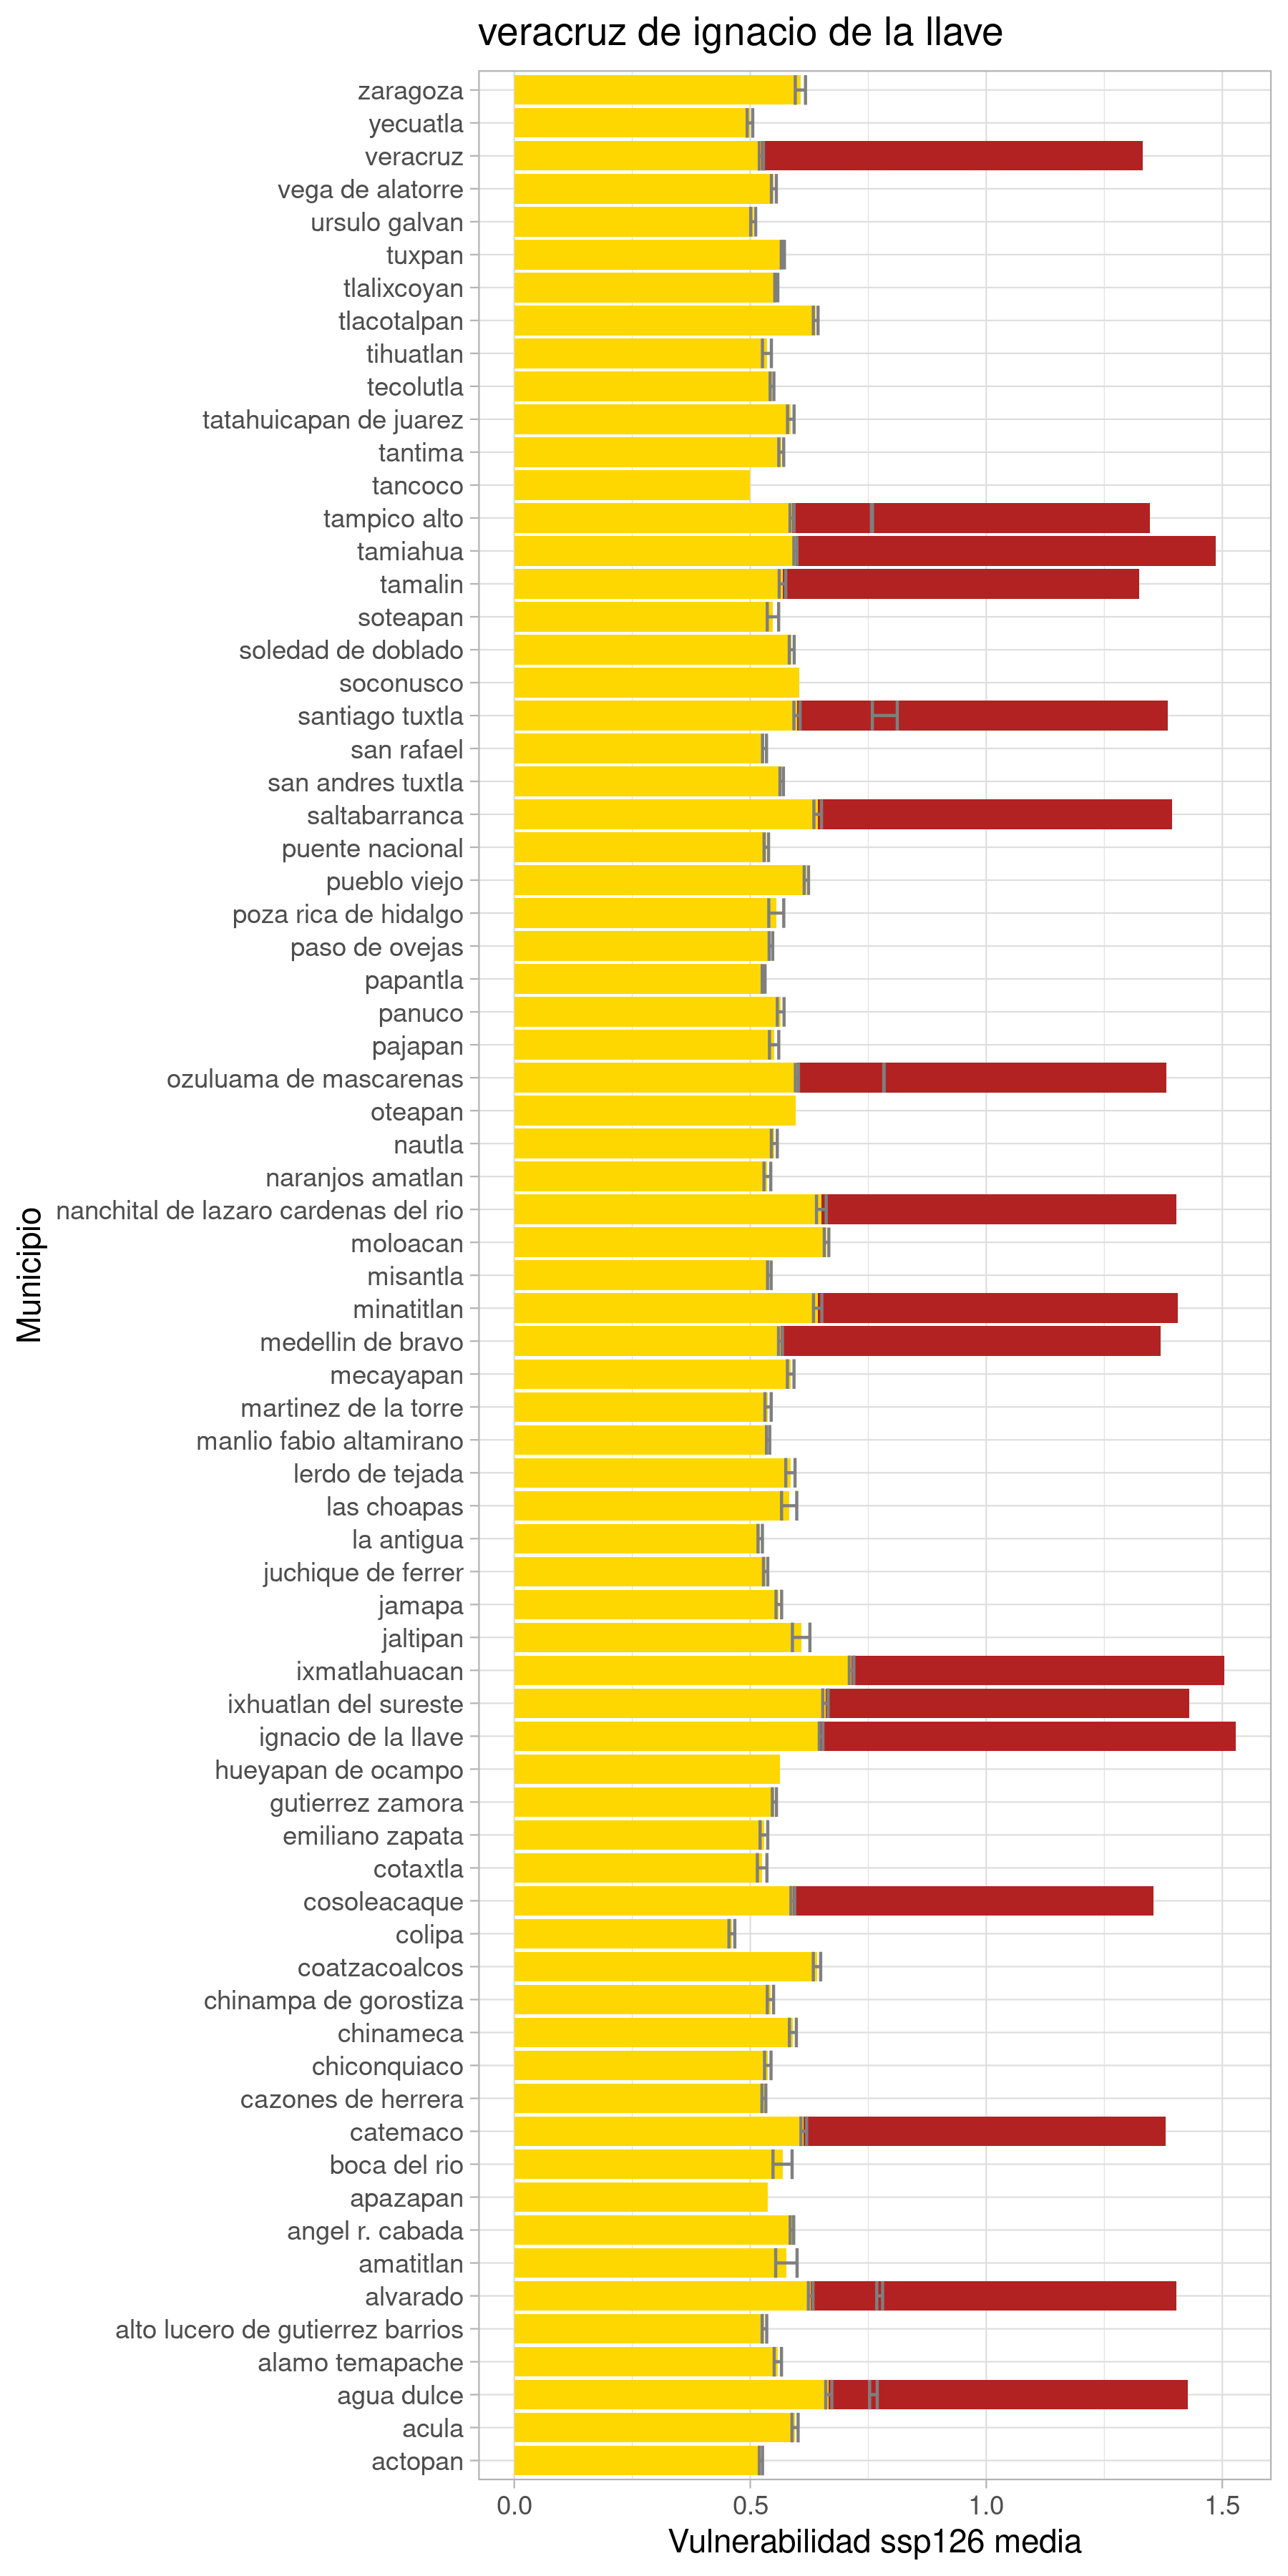 veracruz de ignacio de la llave
zaragoza
yecuatla
veracruz
vega de alatorre
ursulo galvan
tuxpan
tlalixcoyan
tlacotalpan
tihuatlan
tecolutla
tatahuicapan de juarez
tantima
tancoco
tampico alto
tamiahua
tamalin
soteapan
soledad de doblado
soconusco
santiago tuxtla
san rafael
san andres tuxtla
saltabarranca
puente nacional
pueblo viejo
poza rica de hidalgo
paso de ovejas
papantla
panuco
pajapan
ozuluama de mascarenas
oteapan
nautla
naranjos amatlan
nanchital de lazaro cardenas del rio
moloacan
misantla
minatitlan
medellin de bravo
mecayapan
martinez de la torre
manlio fabio altamirano
lerdo de tejada
las choapas
la antigua
juchique de ferrer
jamapa
jaltipan
ixmatlahuacan
ixhuatlan del sureste
ignacio de la llave
hueyapan de ocampo
gutierrez zamora
emiliano zapata
cotaxtla
cosoleacaque
colipa
coatzacoalcos
chinampa de gorostiza
chinameca
chiconquiaco
cazones de herrera
catemaco
boca del rio
apazapan
angel r. cabada
amatitlan
alvarado
alto lucero de gutierrez barrios
alamo temapache
agua dulce
acula
actopan
Municipio
0.0 0.5 1.0 1.5
Vulnerabilidad ssp126 media